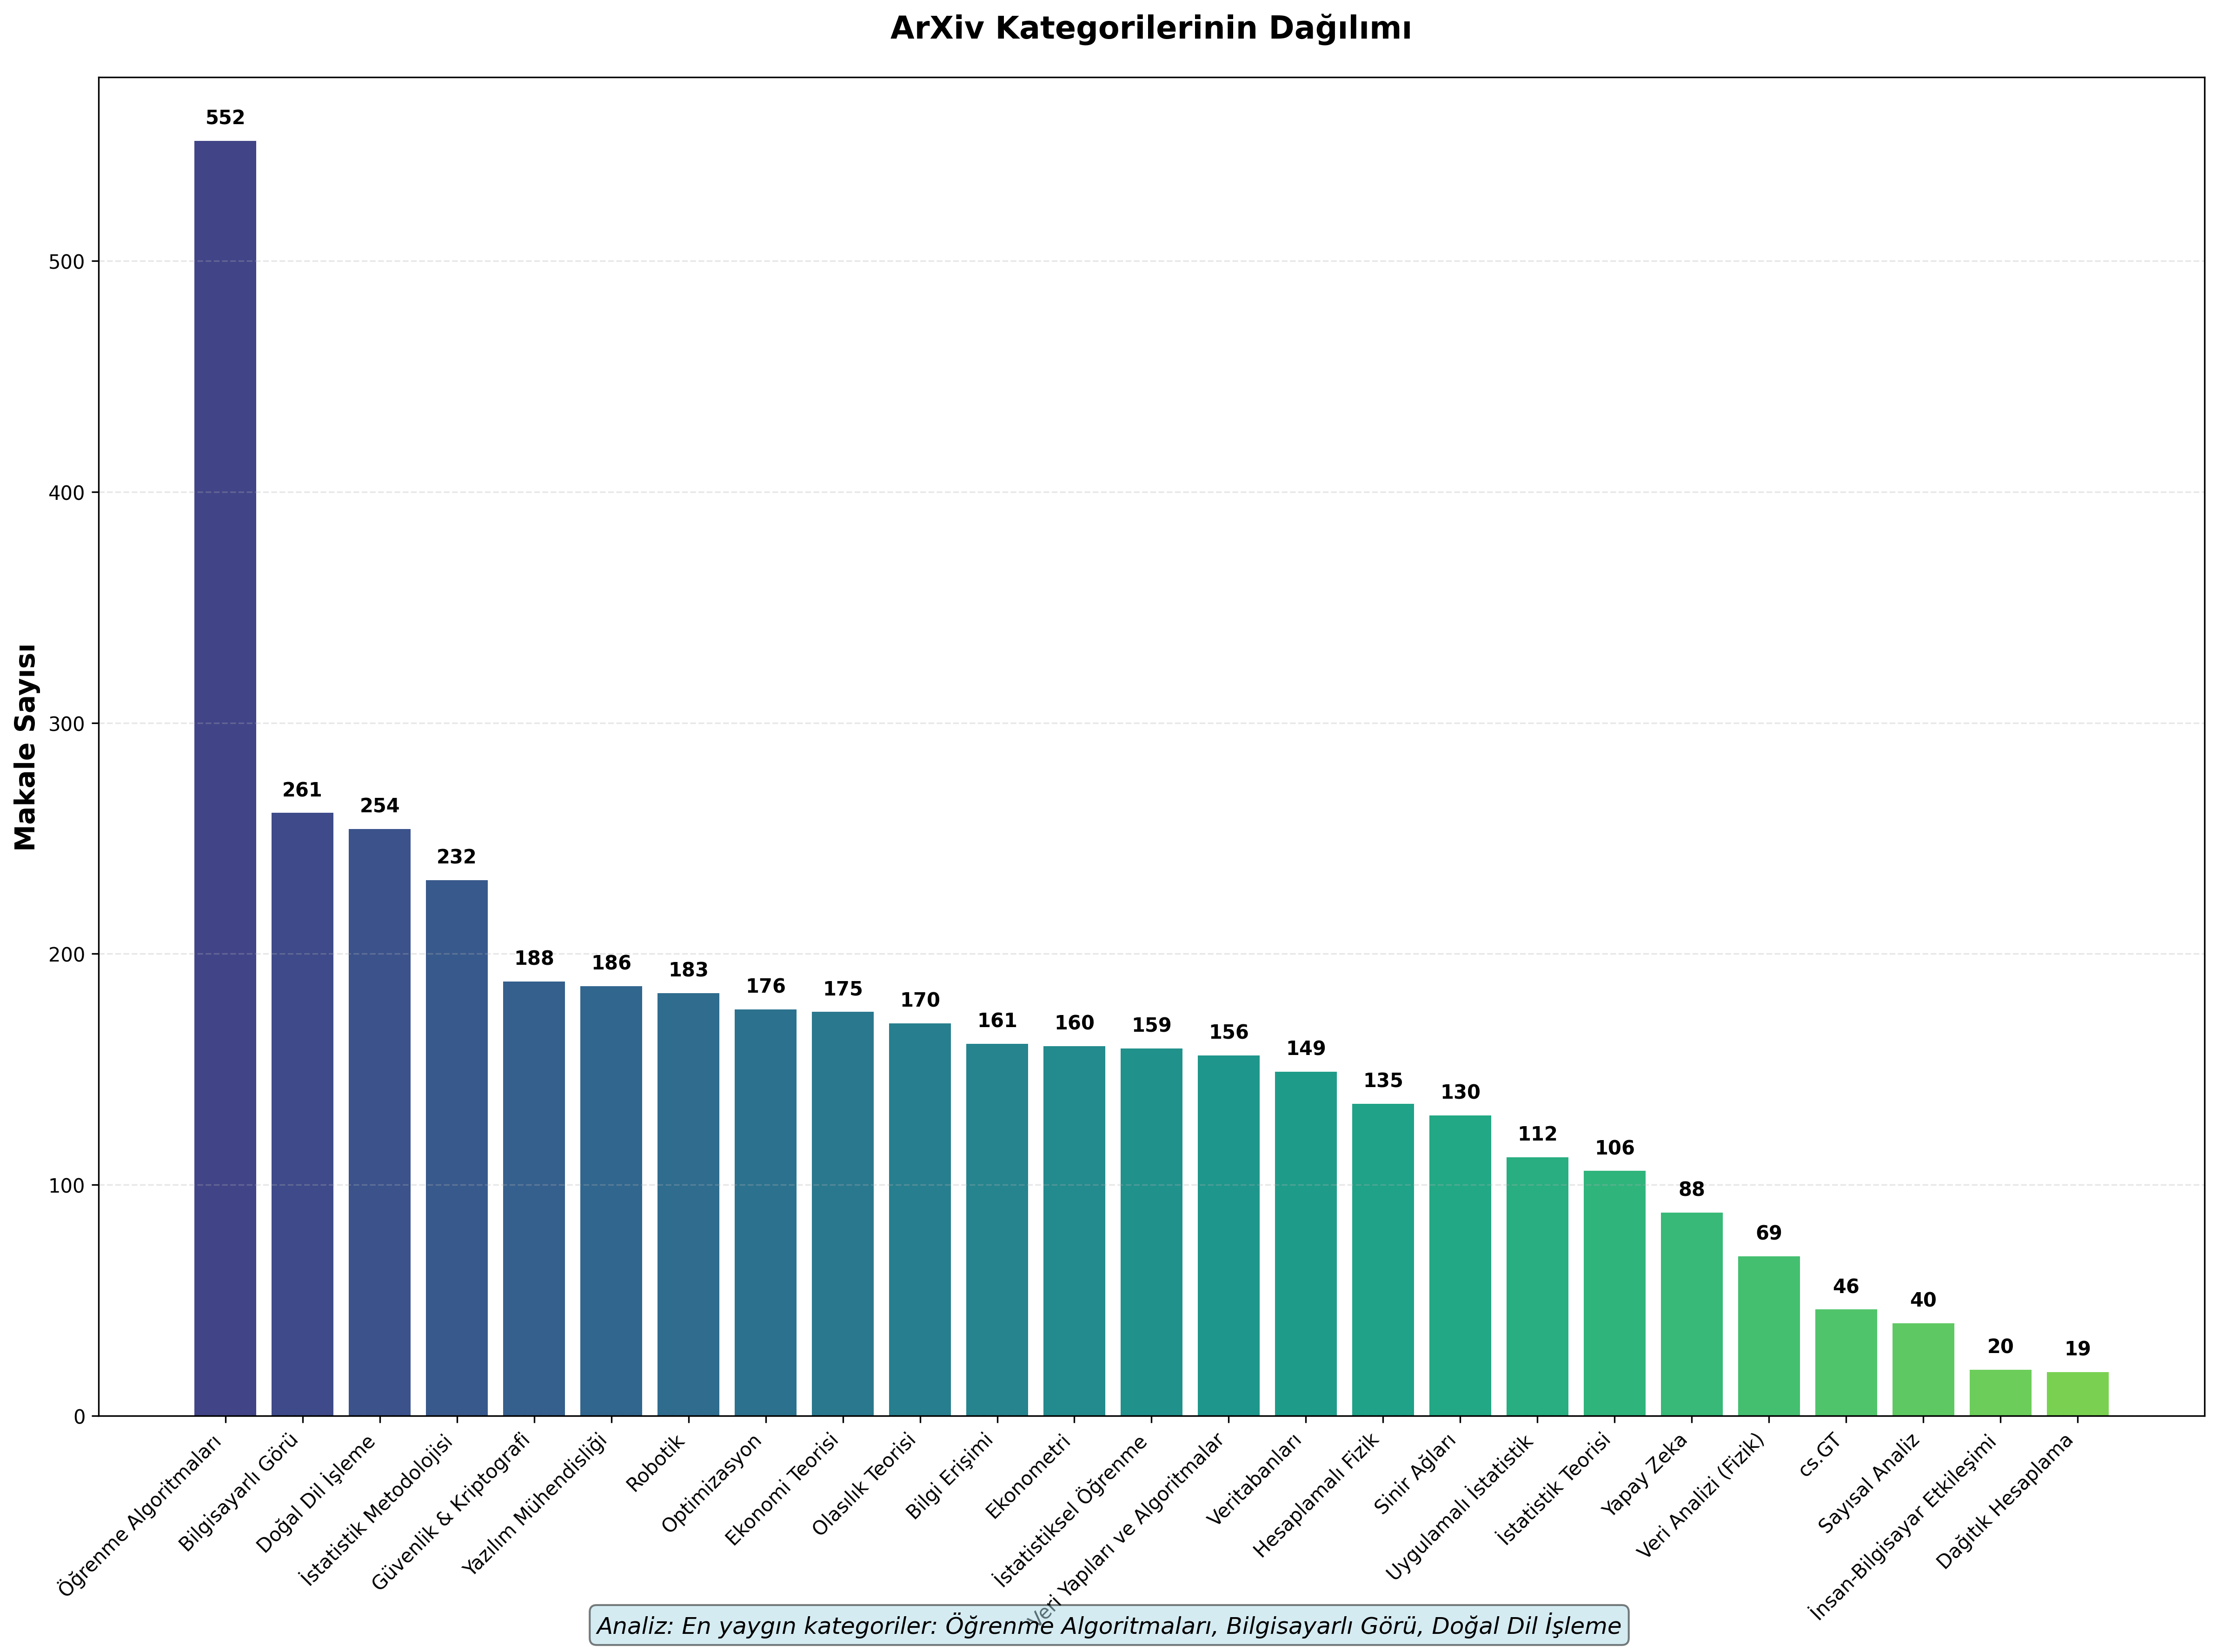 ArXiv Kategorilerinin Dağılımı
Makale Sayısı
500
400
300
200
100
0
552
261
254
232
188
186
183
176
175
170
161
160
159
156
149
135
130
112
106
88
69
46
40
20
19
Öğrenme Algoritmaları
Bilgisayarlı Görü
Doğal Dil İşleme
İstatistik Metodolojisi
Güvenlik & Kriptografi
Yazılım Mühendisliği
Robotik
Optimizasyon
Ekonomi Teorisi
Olasılık Teorisi
Bilgi Erişimi
Ekonometri
İstatistiksel Öğrenme
Veri Yapıları ve Algoritmalar
Veritabanları
Hesaplamalı Fizik
Sinir Ağları
Uygulamalı İstatistik
İstatistik Teorisi
Yapay Zeka
Veri Analizi (Fizik)
cs.GT
Sayısal Analiz
İnsan-Bilgisayar Etkileşimi
Dağıtık Hesaplama
Analiz: En yaygın kategoriler: Öğrenme Algoritmaları, Bilgisayarlı Görü, Doğal Dil İşleme